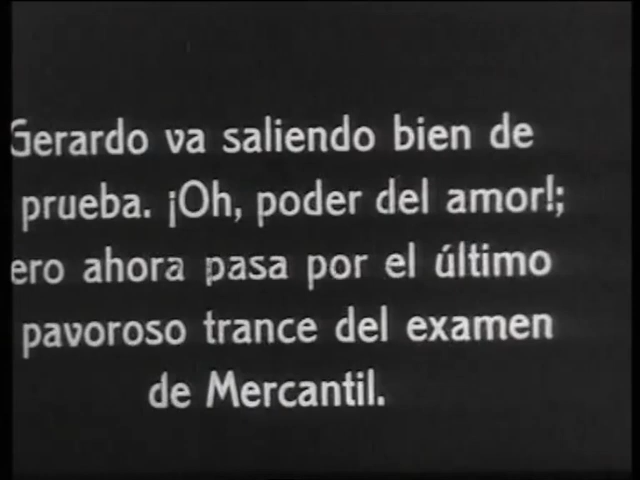 Gerardo va saliendo bien de
prueba. ¡Oh, poder del amor!;
ero ahora pasa por el último
pavoroso trance del examen
de Mercantil.